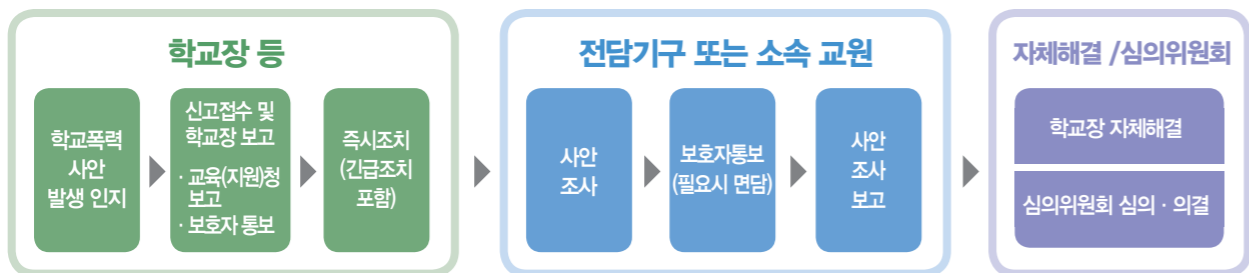 학교장 등
학교폭력
사안
발생 인지
신고접수 및
학교장 보고
· 교육(지원)청
보고
· 보호자 통보
즉시조치
(긴급조치
포함)
전담기구 또는 소속 교원
사안
조사
보호자통보
(필요시 면담)
사안
조사
보고
자체해결 /심의위원회
학교장 자체해결
심의위원회 심의 · 의결